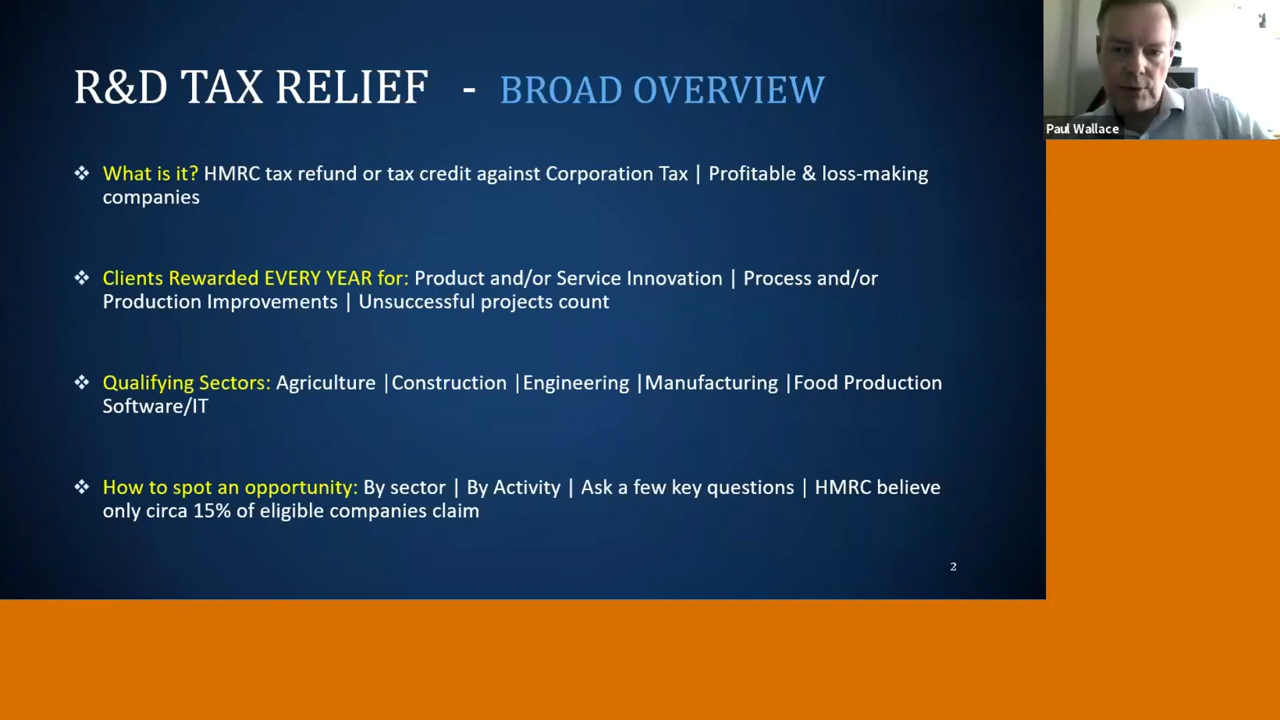 R&D TAX RELIEF - BROAD OVERVIEW
Paul Wallace
❖ What is it? HMRC tax refund or tax credit against Corporation Tax | Profitable & loss-making
companies
❖ Clients Rewarded EVERY YEAR for: Product and/or Service Innovation | Process and/or
Production Improvements | Unsuccessful projects count
❖ Qualifying Sectors: Agriculture |Construction |Engineering |Manufacturing |Food Production
Software/IT
❖ How to spot an opportunity: By sector | By Activity | Ask a few key questions | HMRC believe
only circa 15% of eligible companies claim
2